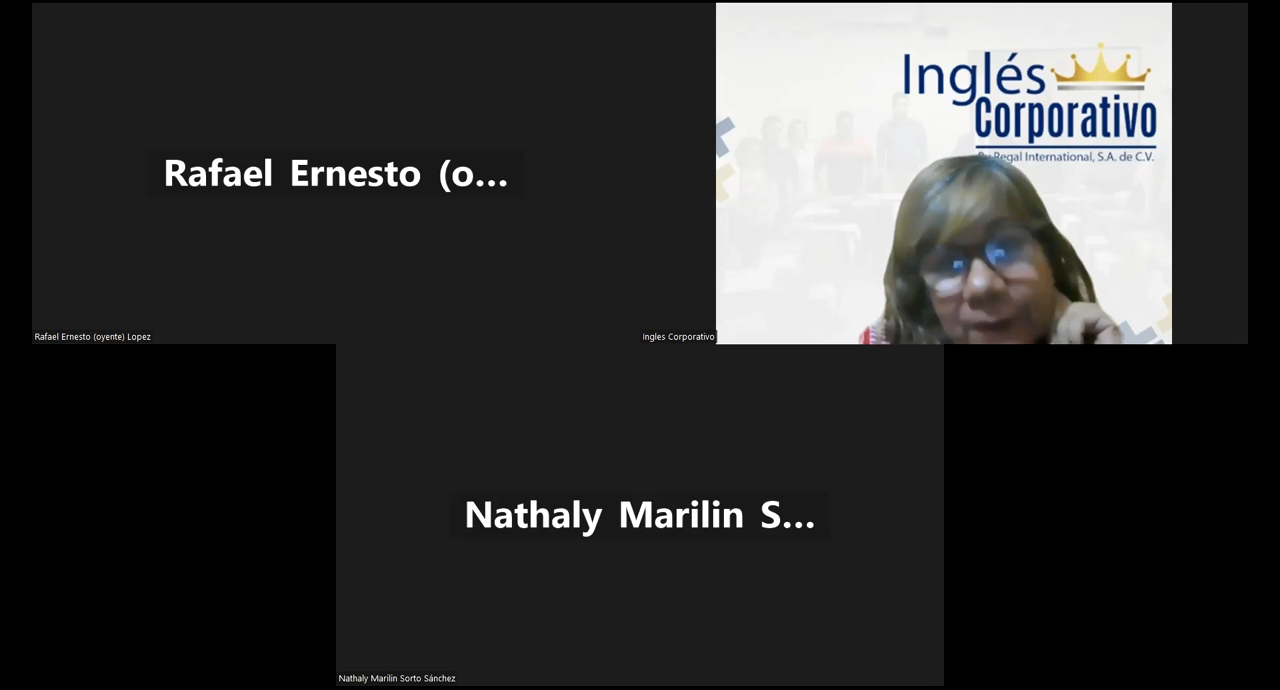 Rafael Ernesto (o...
Rafael Ernesto (oyente) Lopez
Inglés
Corporativo
By Regal International, S.A. de C.V.
Ingles Corporativo
Nathaly Marilin S...
Nathaly Marilin Sorto Sánchez